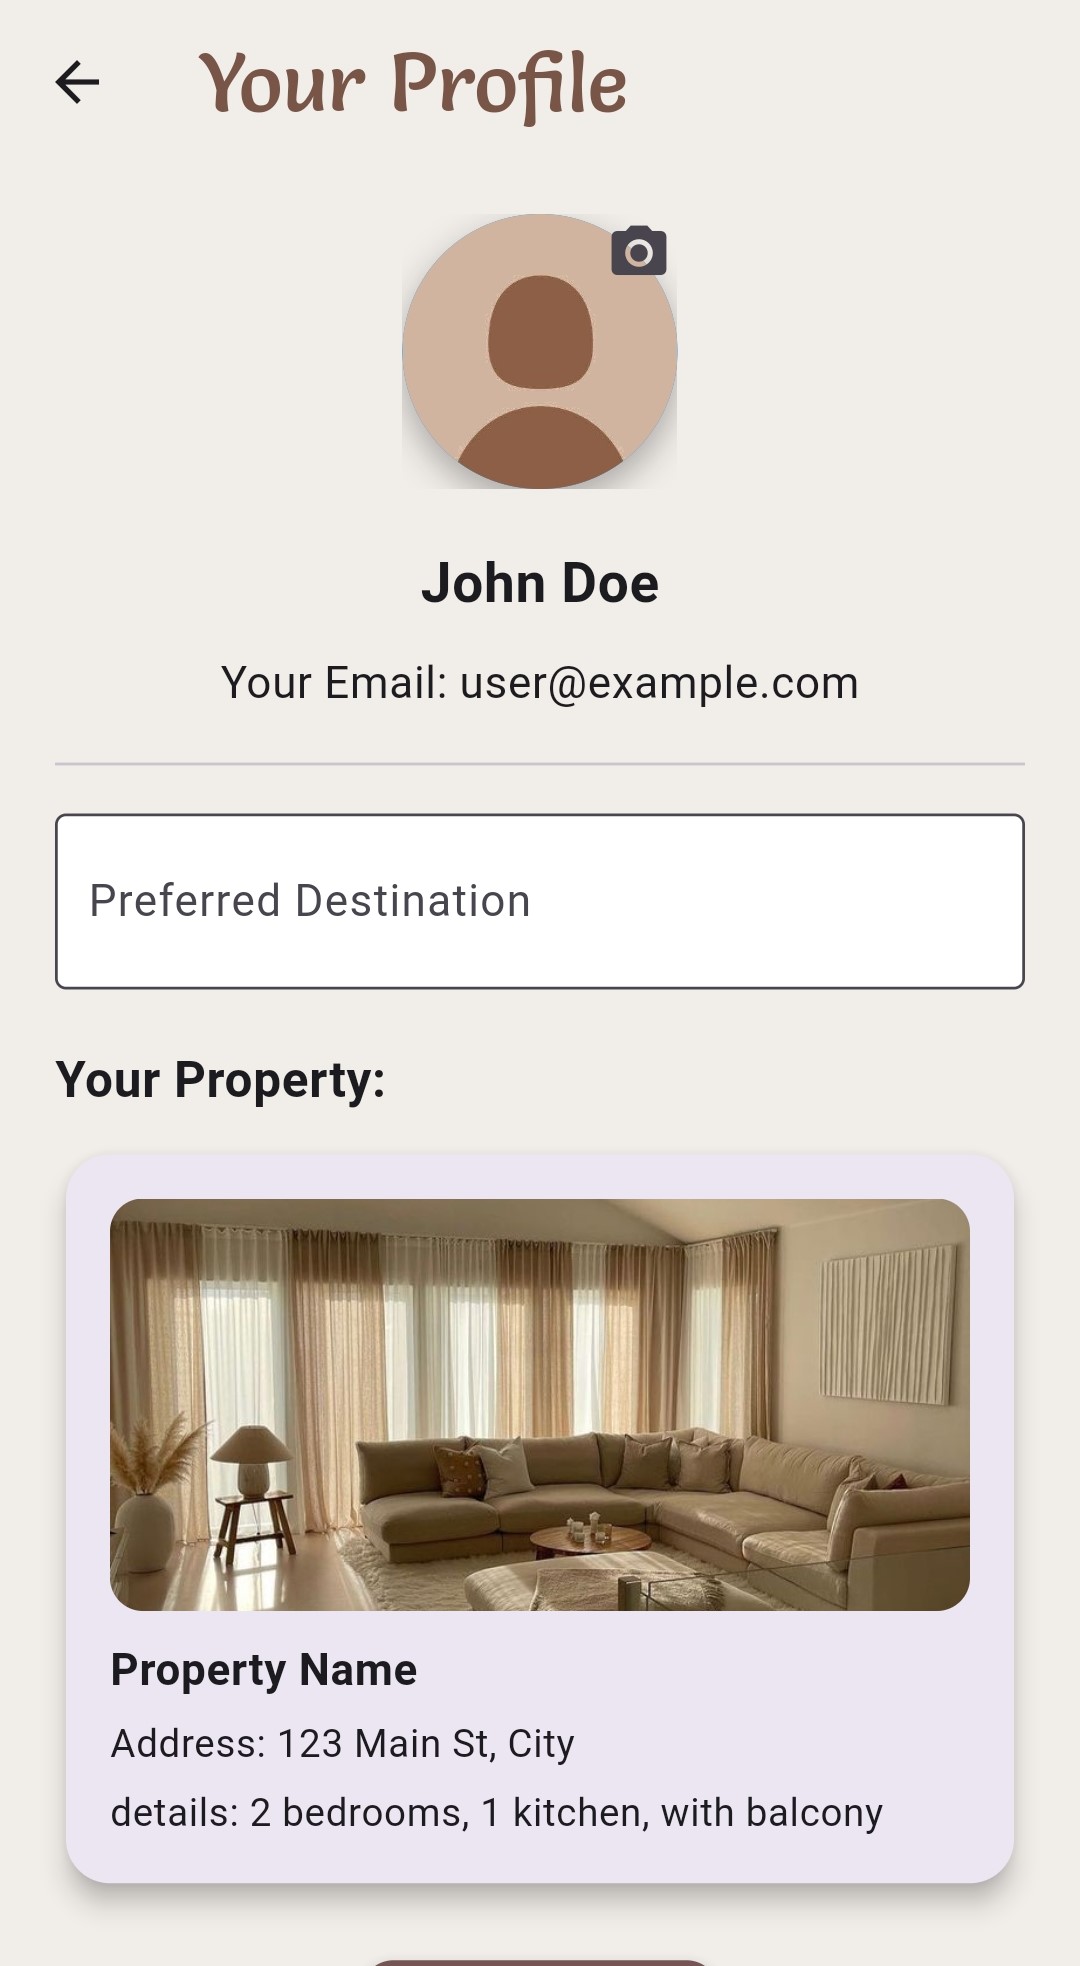 Your Profile
John Doe
Your Email: user@example.com
Preferred Destination
Your Property:
Property Name
Address: 123 Main St, City
details: 2 bedrooms, 1 kitchen, with balcony